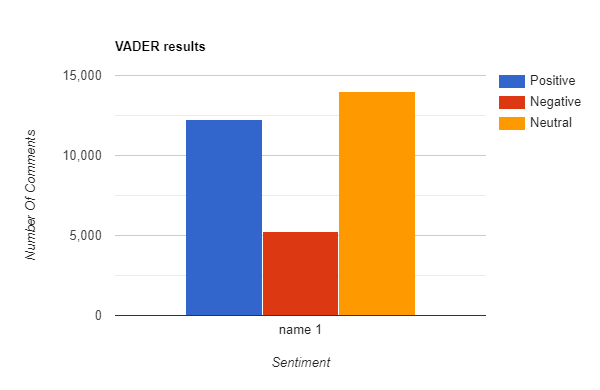 VADER results
15,000
10,000
5,000
0
Number Of Comments
name 1
Sentiment
Positive
Negative
Neutral